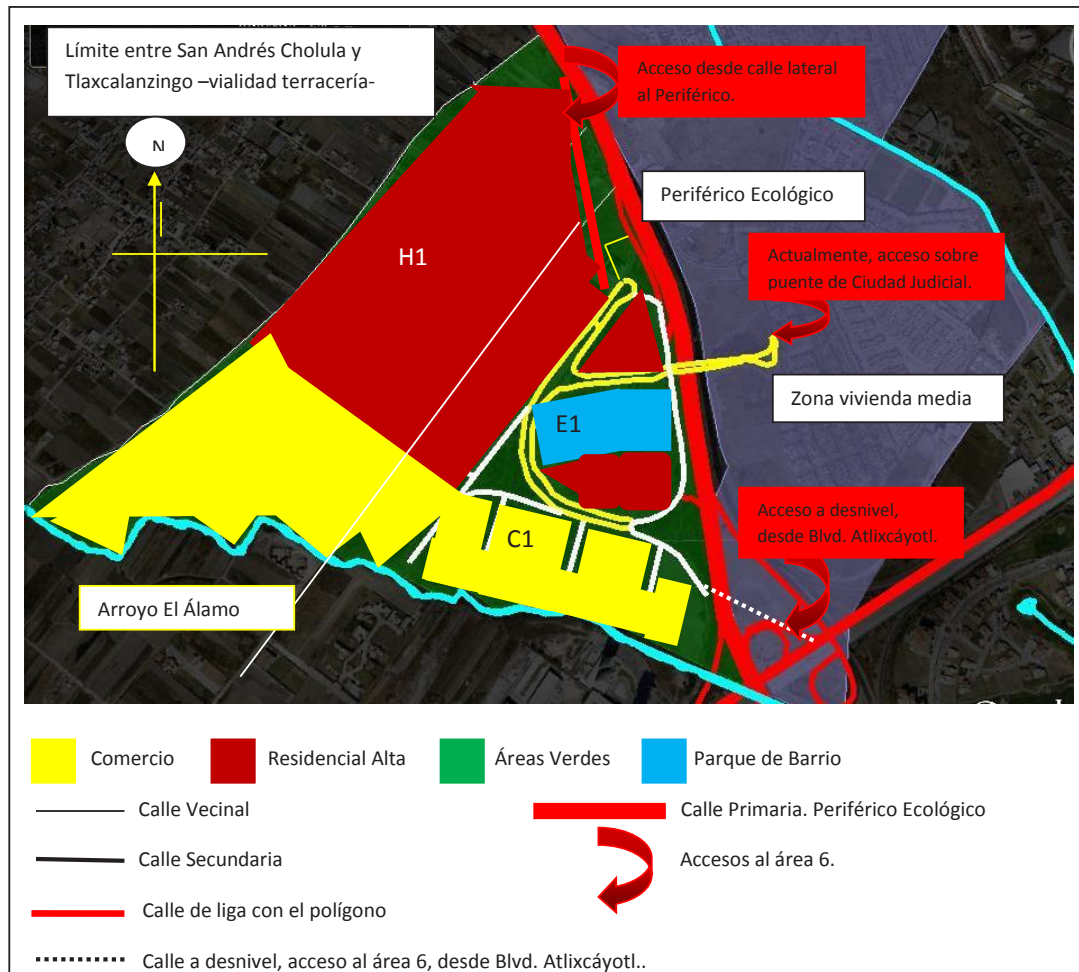 Límite entre San Andrés Cholula y
Tlaxcalanzingo –vialidad terracería-
Acceso desde calle lateral
al Periférico.
N
Periférico Ecológico
H1
Actualmente, acceso sobre
puente de Ciudad Judicial.
Zona vivienda media
E1
Acceso a desnivel,
desde Blvd. Atlixcáyotl.
C1
Arroyo El Álamo
Comercio
Residencial Alta
Áreas Verdes
Parque de Barrio
Calle Vecinal
Calle Primaria. Periférico Ecológico
Calle Secundaria
Accesos al área 6.
Calle de liga con el polígono
Calle a desnivel, acceso al área 6, desde Blvd. Atlixcáyotl..